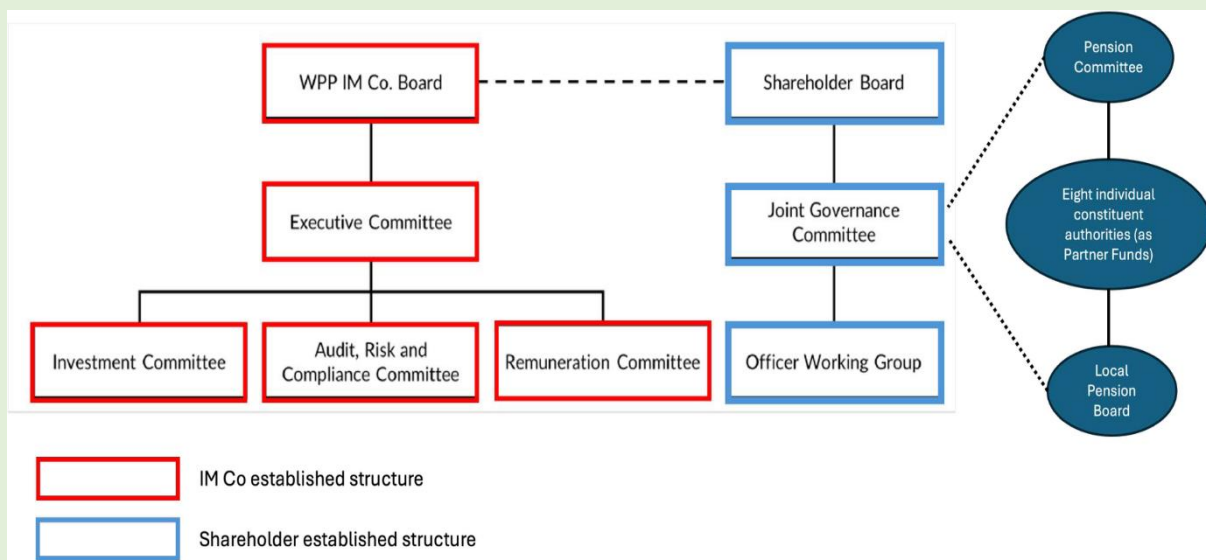 WPP IM Co. Board
Shareholder Board
Pension
Committee
Executive Committee
Joint Governance
Committee
Eight individual
constituent
authorities (as
Partner Funds)
Investment Committee
Audit, Risk and
Compliance Committee
Remuneration Committee
Officer Working Group
Local
Pension
Board
IM Co established structure
Shareholder established structure